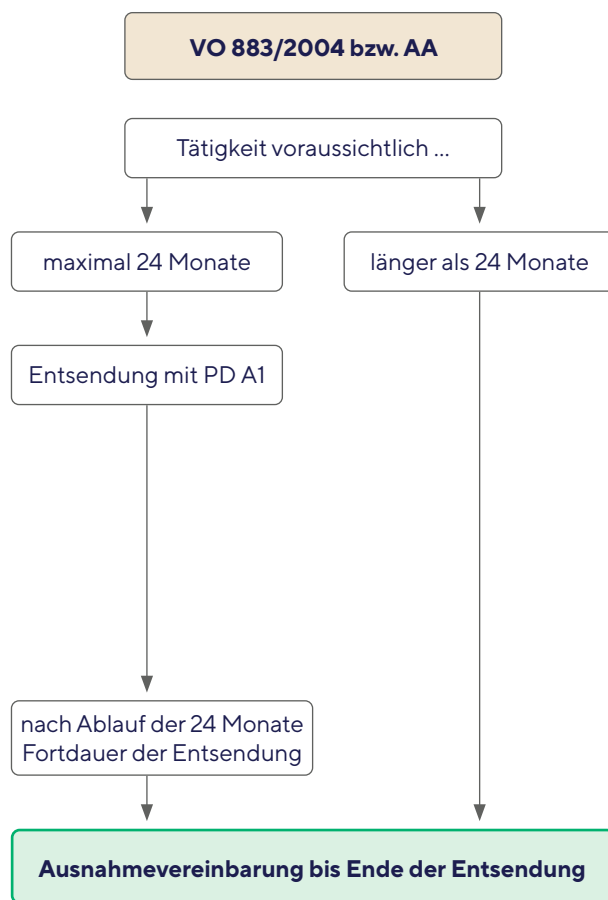 VO 883/2004 bzw. AA
Tätigkeit voraussichtlich ...
maximal 24 Monate
länger als 24 Monate
Entsendung mit PD A1
nach Ablauf der 24 Monate
Fortdauer der Entsendung
Ausnahmevereinbarung bis Ende der Entsendung